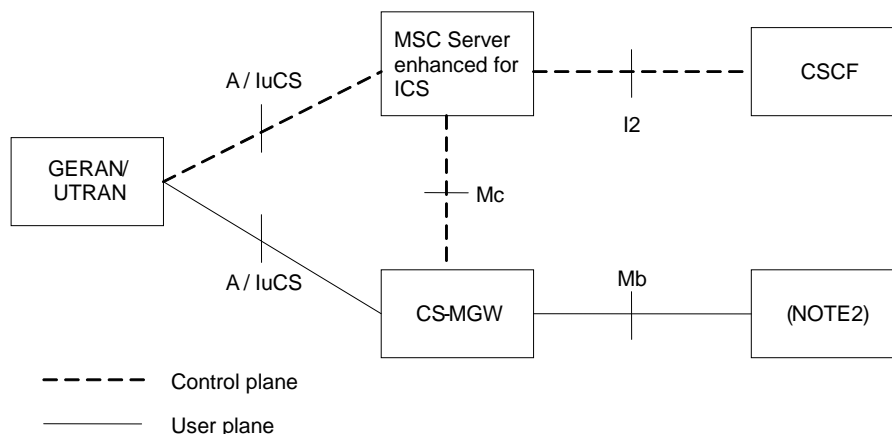 MSC Server
enhanced for
ICS
CSCF
A / IuCS
I2
GERAN/
UTRAN
Mc
A / IuCS
Mb
CS-MGW
(NOTE2)
Control plane
User plane